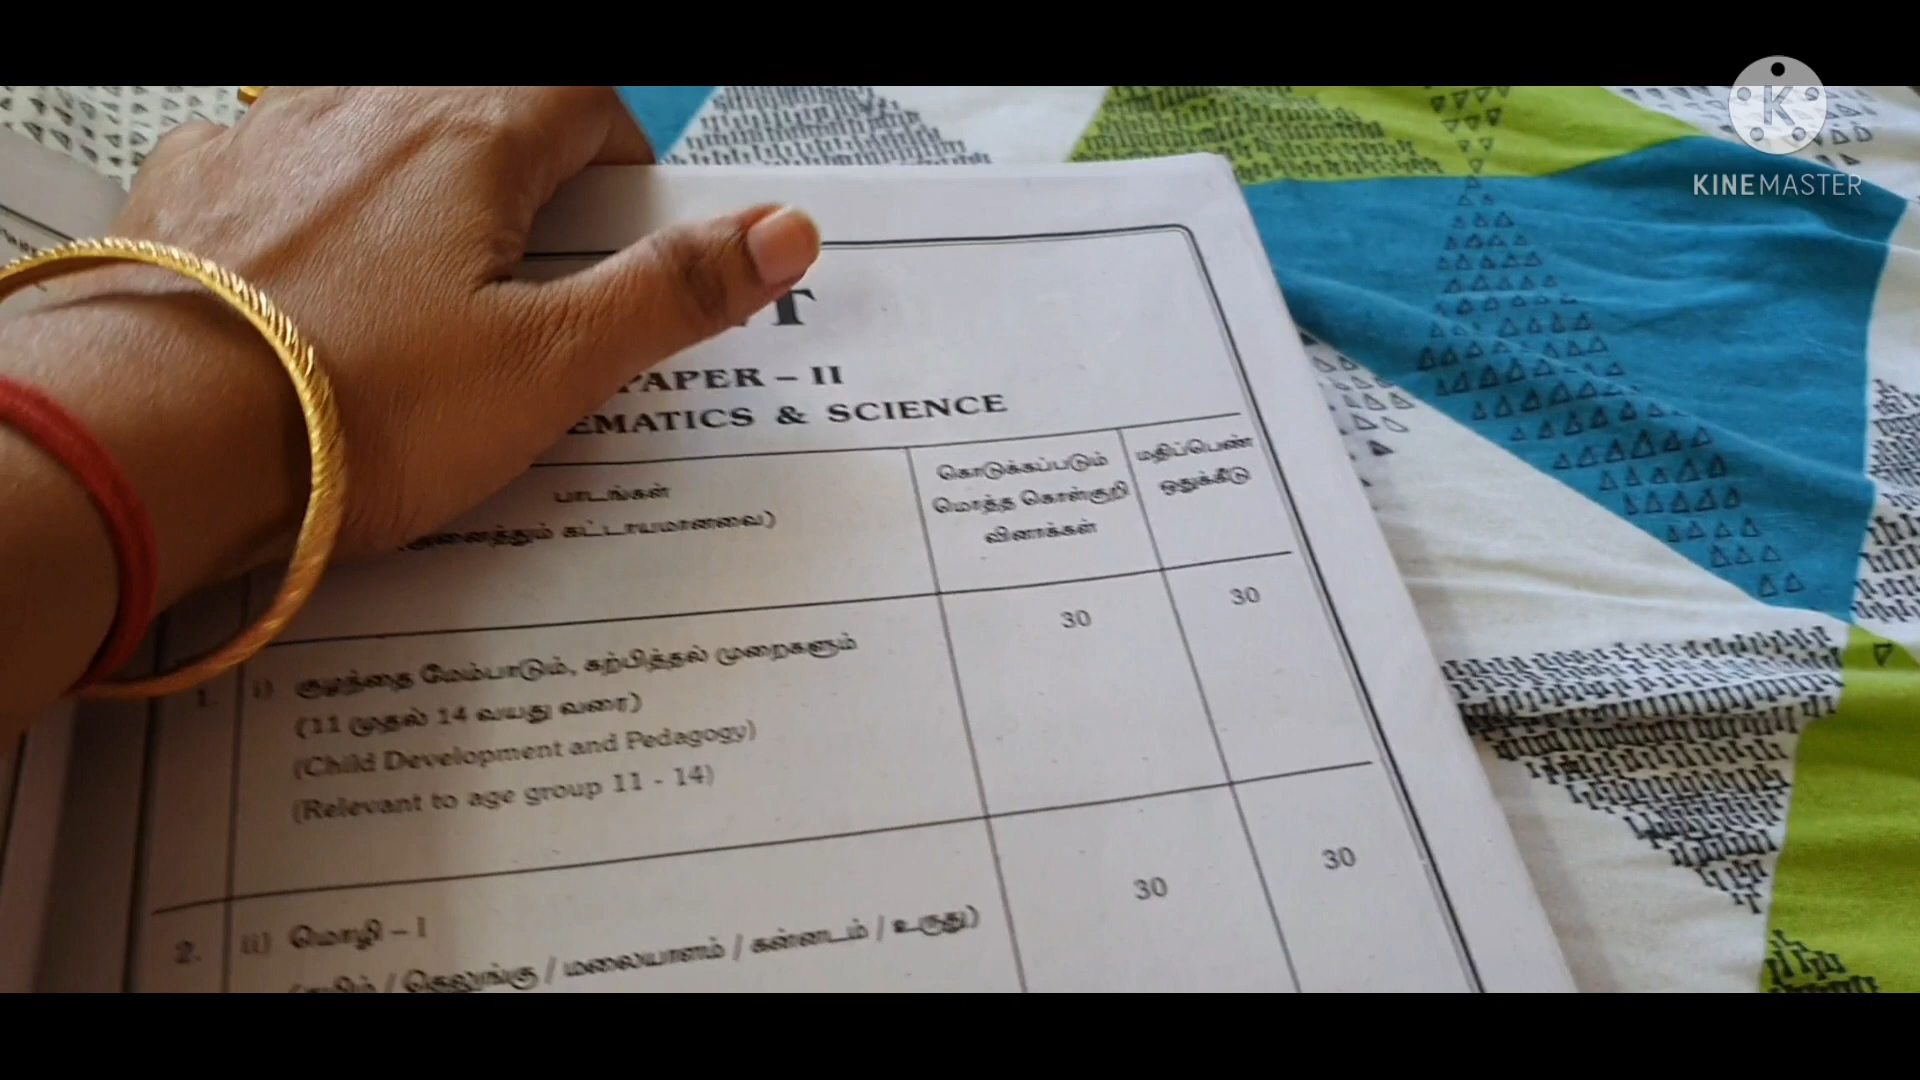 KINEMASTER
PAPER – II
& SCIENCE
பாடங்கள்
கட்டாயமானவை)
கொடுக்கப்படும்
மொத்த கொள்குறி
வினாக்கள்
மதிப்பெண்
ஒதுக்கீடு
1. i) குழந்தை மேம்பாடும், கற்பித்தல் முறைகளும்
(11 முதல் 14 வயது வரை)
(Child Development and Pedagogy)
(Relevant to age group 11 - 14)
30
30
2. ii) மொழி – I
/ தெலுங்கு / மலையாளம் / கன்னடம் / உருது)
30
30